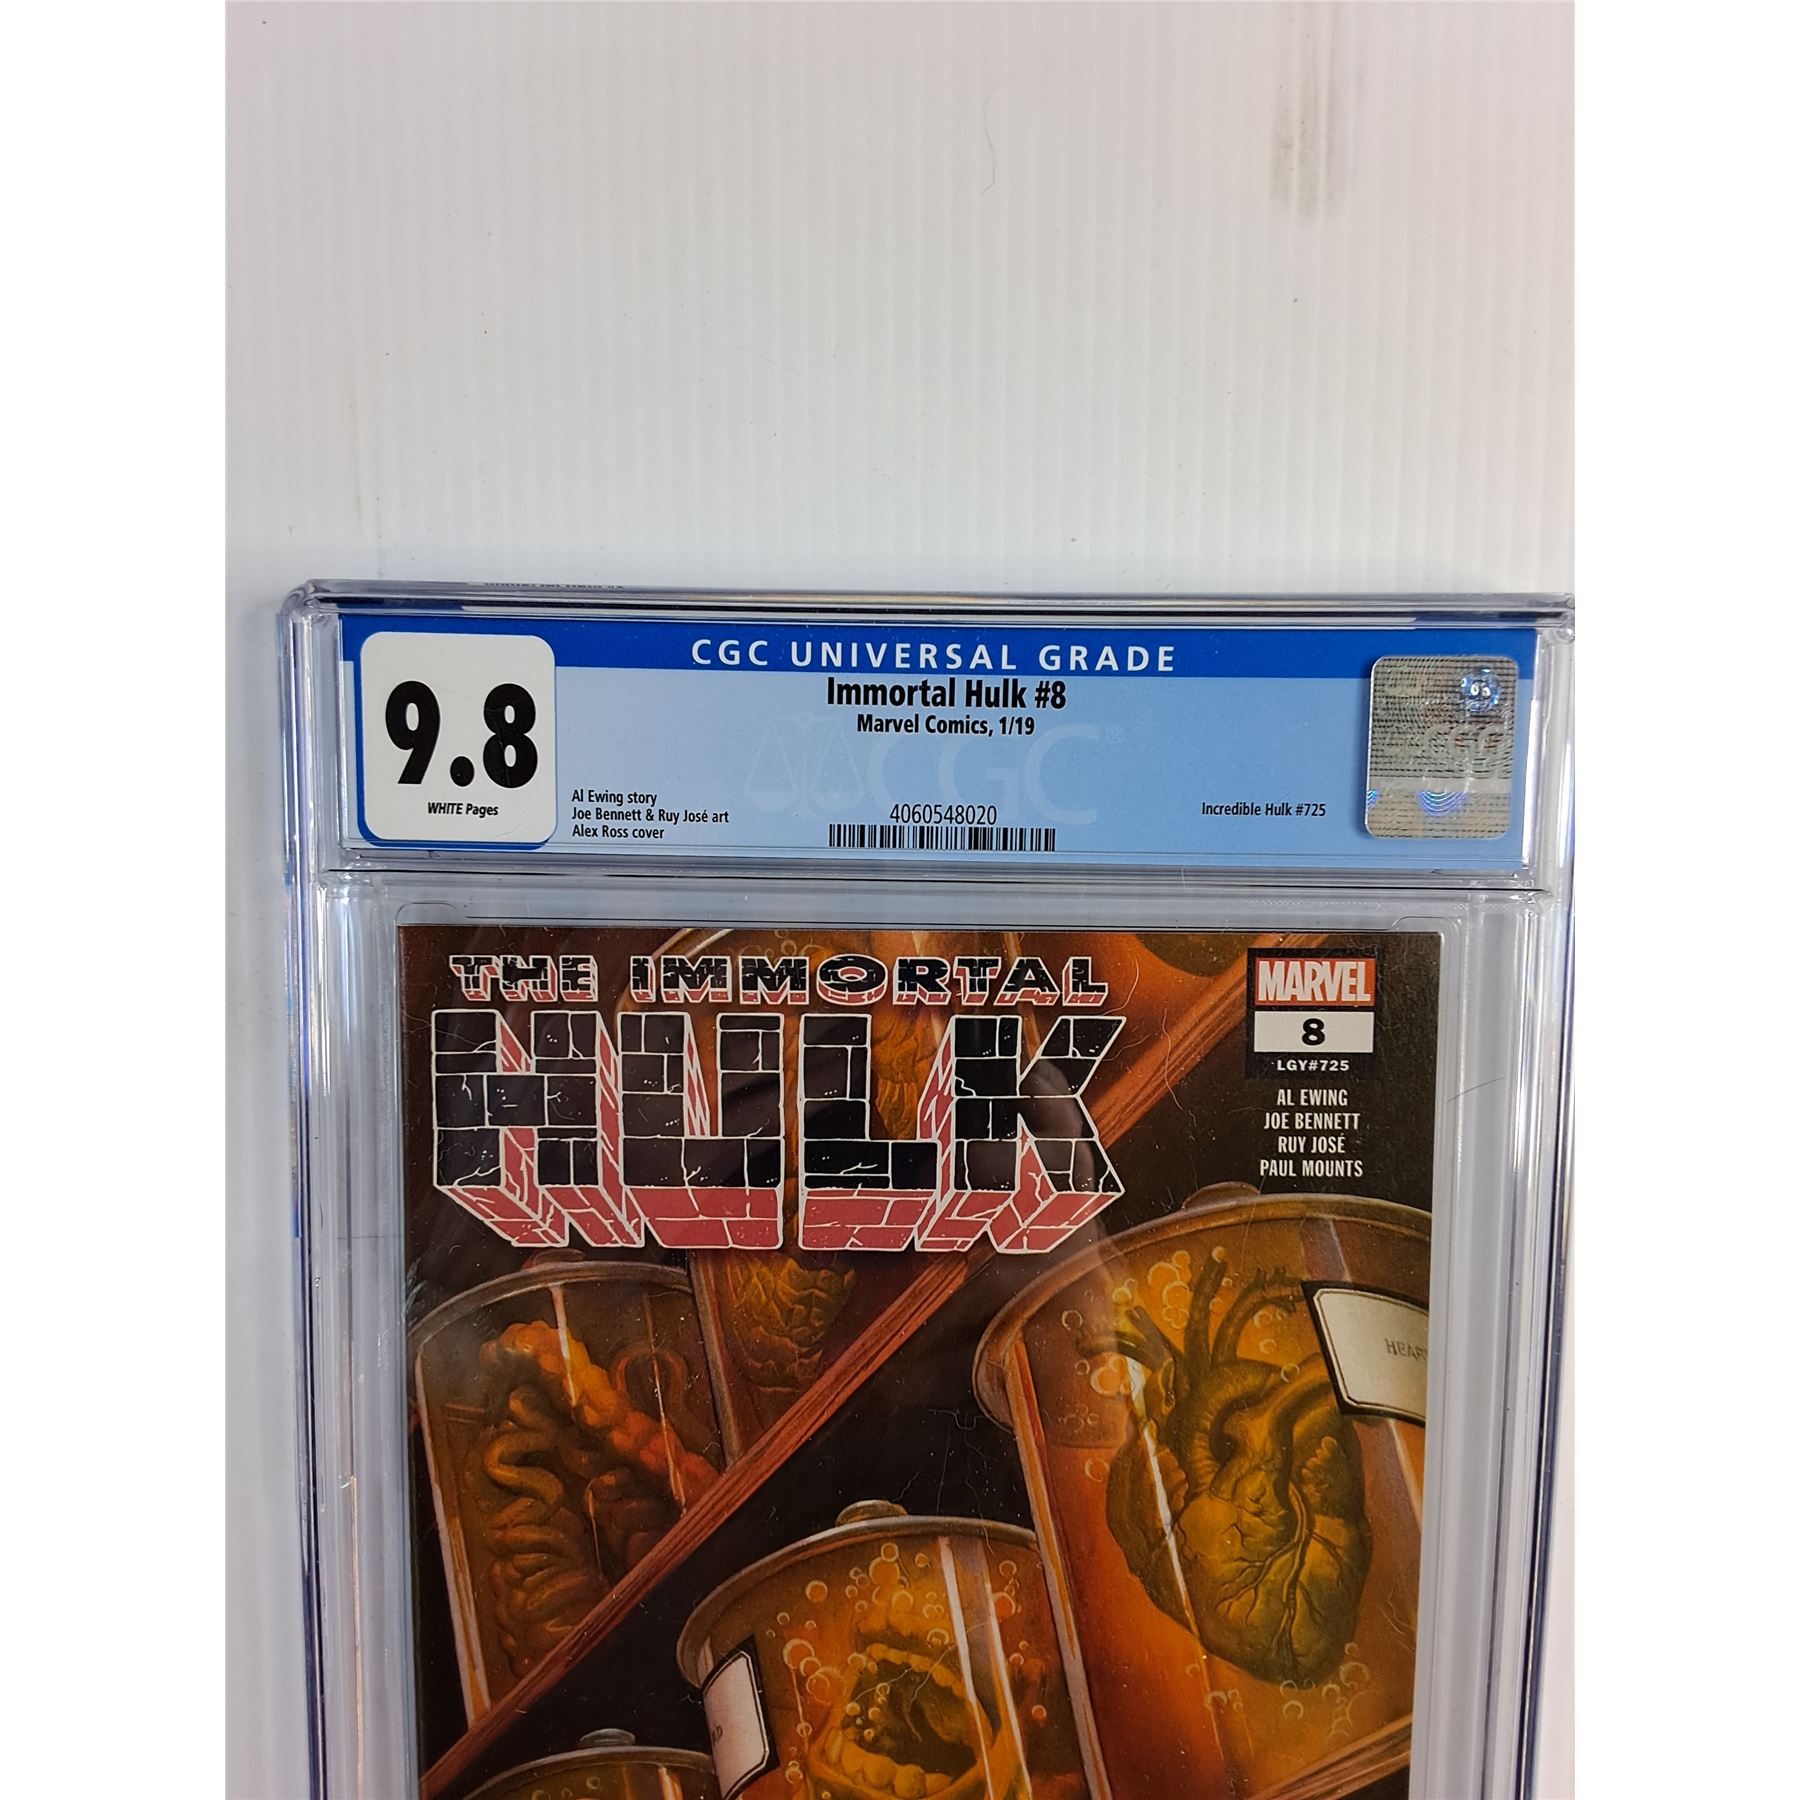 CGC UNIVERSAL GRADE
9.8
WHITE Pages
Immortal Hulk #8
Marvel Comics, 1/19
Al Ewing story
Joe Bennett & Ruy José art
Alex Ross cover
4060548020
Incredible Hulk #725
CGC
THE IMMORTAL
HULK
MARVEL
8
LGY#725
AL EWING
JOE BENNETT
RUY JOSÉ
PAUL MOUNTS